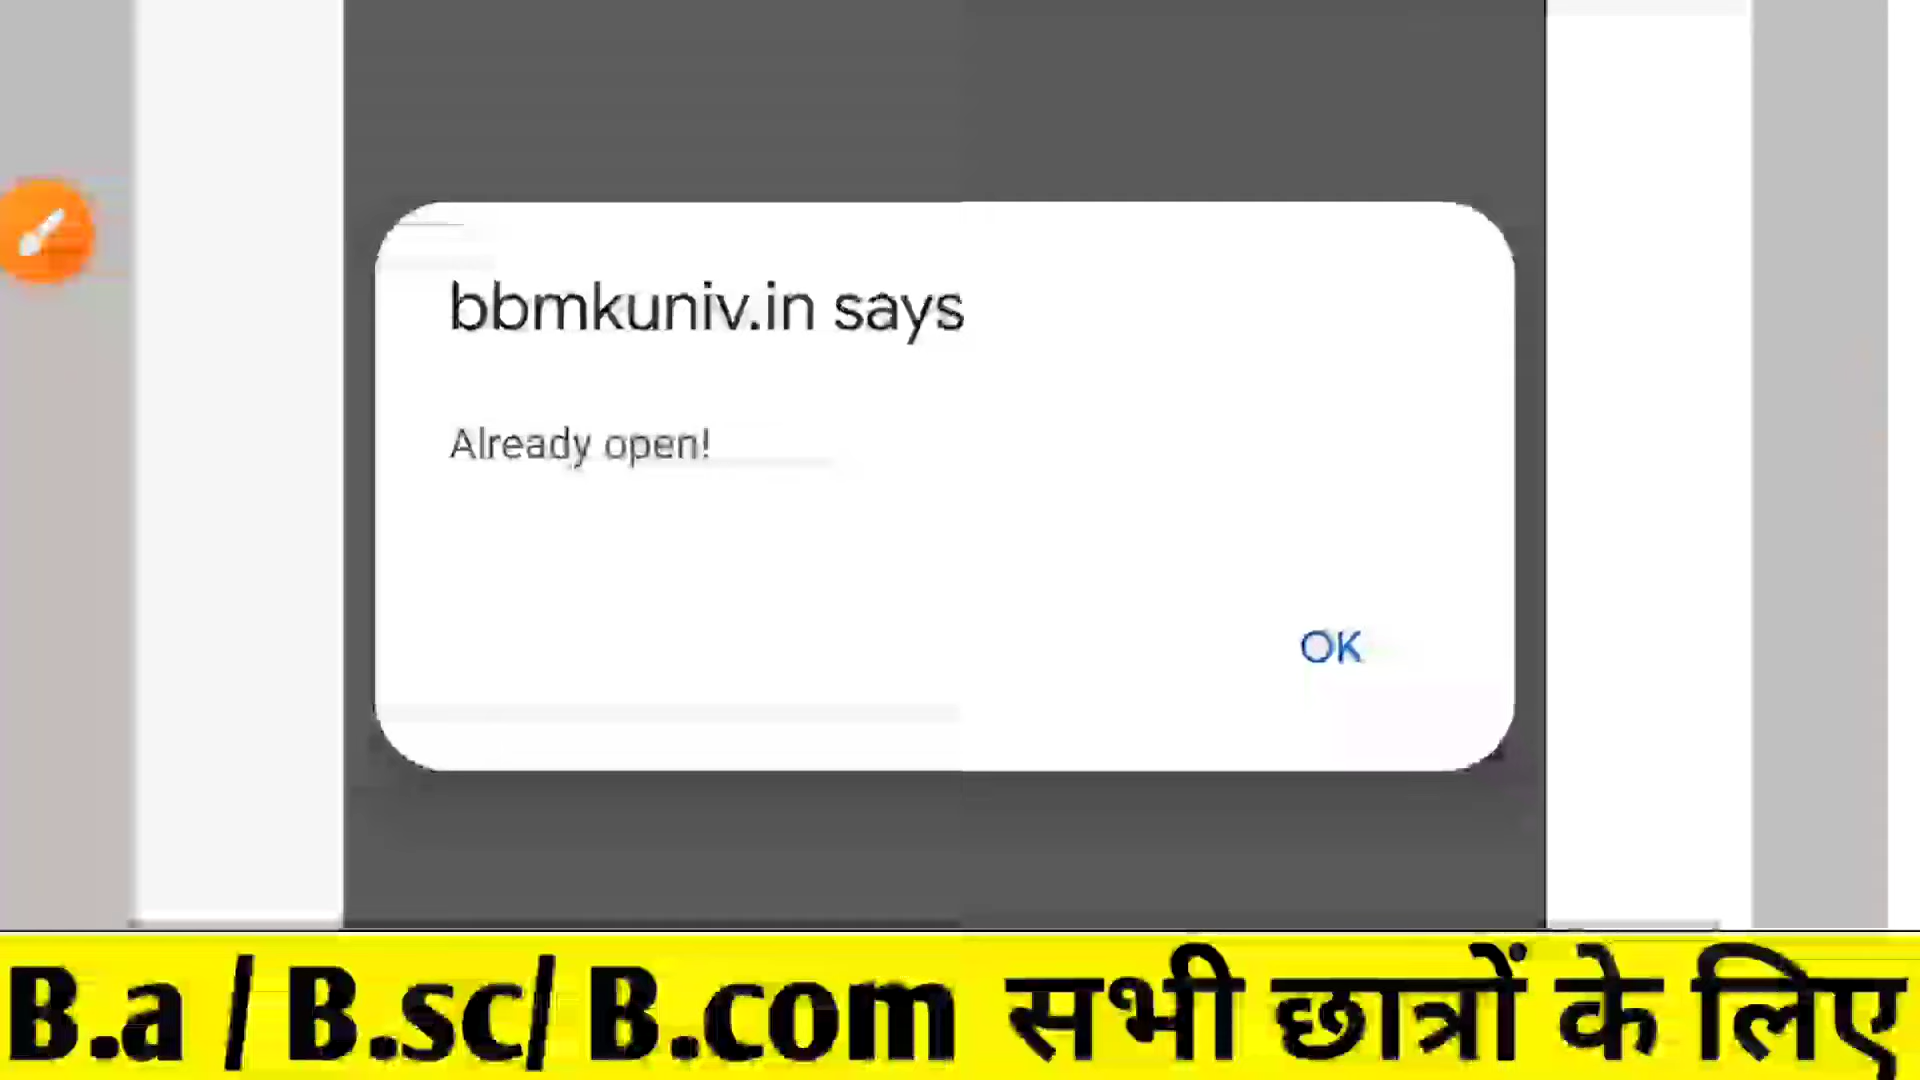 bbmkuniv.in says
Already open!
OK
B.a / B.sc/ B.com सभी छात्रों के लिए